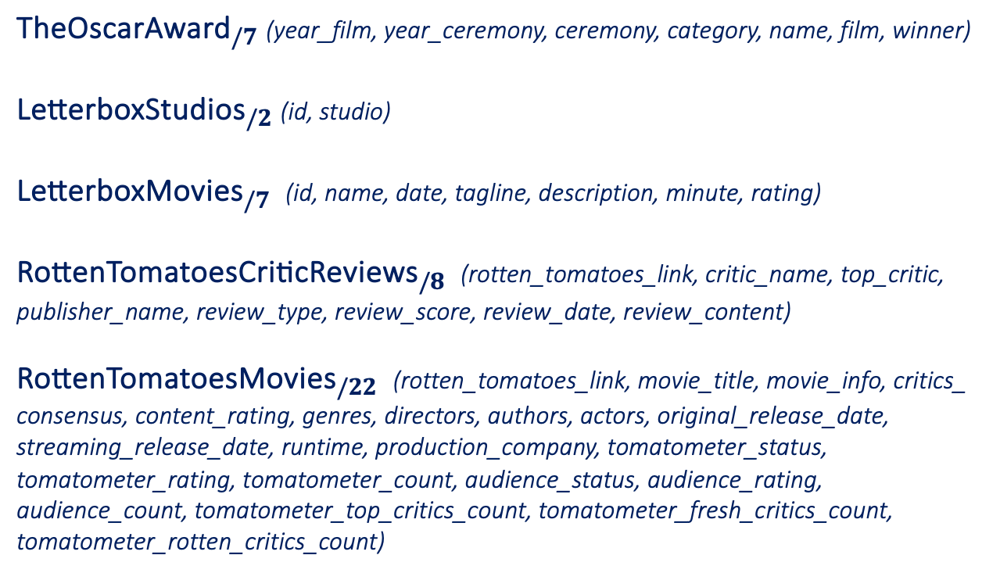 TheOscarAward/7 (year_film, year_ceremony, ceremony, category, name, film, winner)
LetterboxStudios/2 (id, studio)
LetterboxMovies/7 (id, name, date, tagline, description, minute, rating)
RottenTomatoesCriticReviews/8 (rotten_tomatoes_link, critic_name, top_critic,
publisher_name, review_type, review_score, review_date, review_content)
RottenTomatoesMovies/22 (rotten_tomatoes_link, movie_title, movie_info, critics_
consensus, content_rating, genres, directors, authors, actors, original_release_date,
streaming_release_date, runtime, production_company, tomatometer_status,
tomatometer_rating, tomatometer_count, audience_status, audience_rating,
audience_count, tomatometer_top_critics_count, tomatometer_fresh_critics_count,
tomatometer_rotten_critics_count)